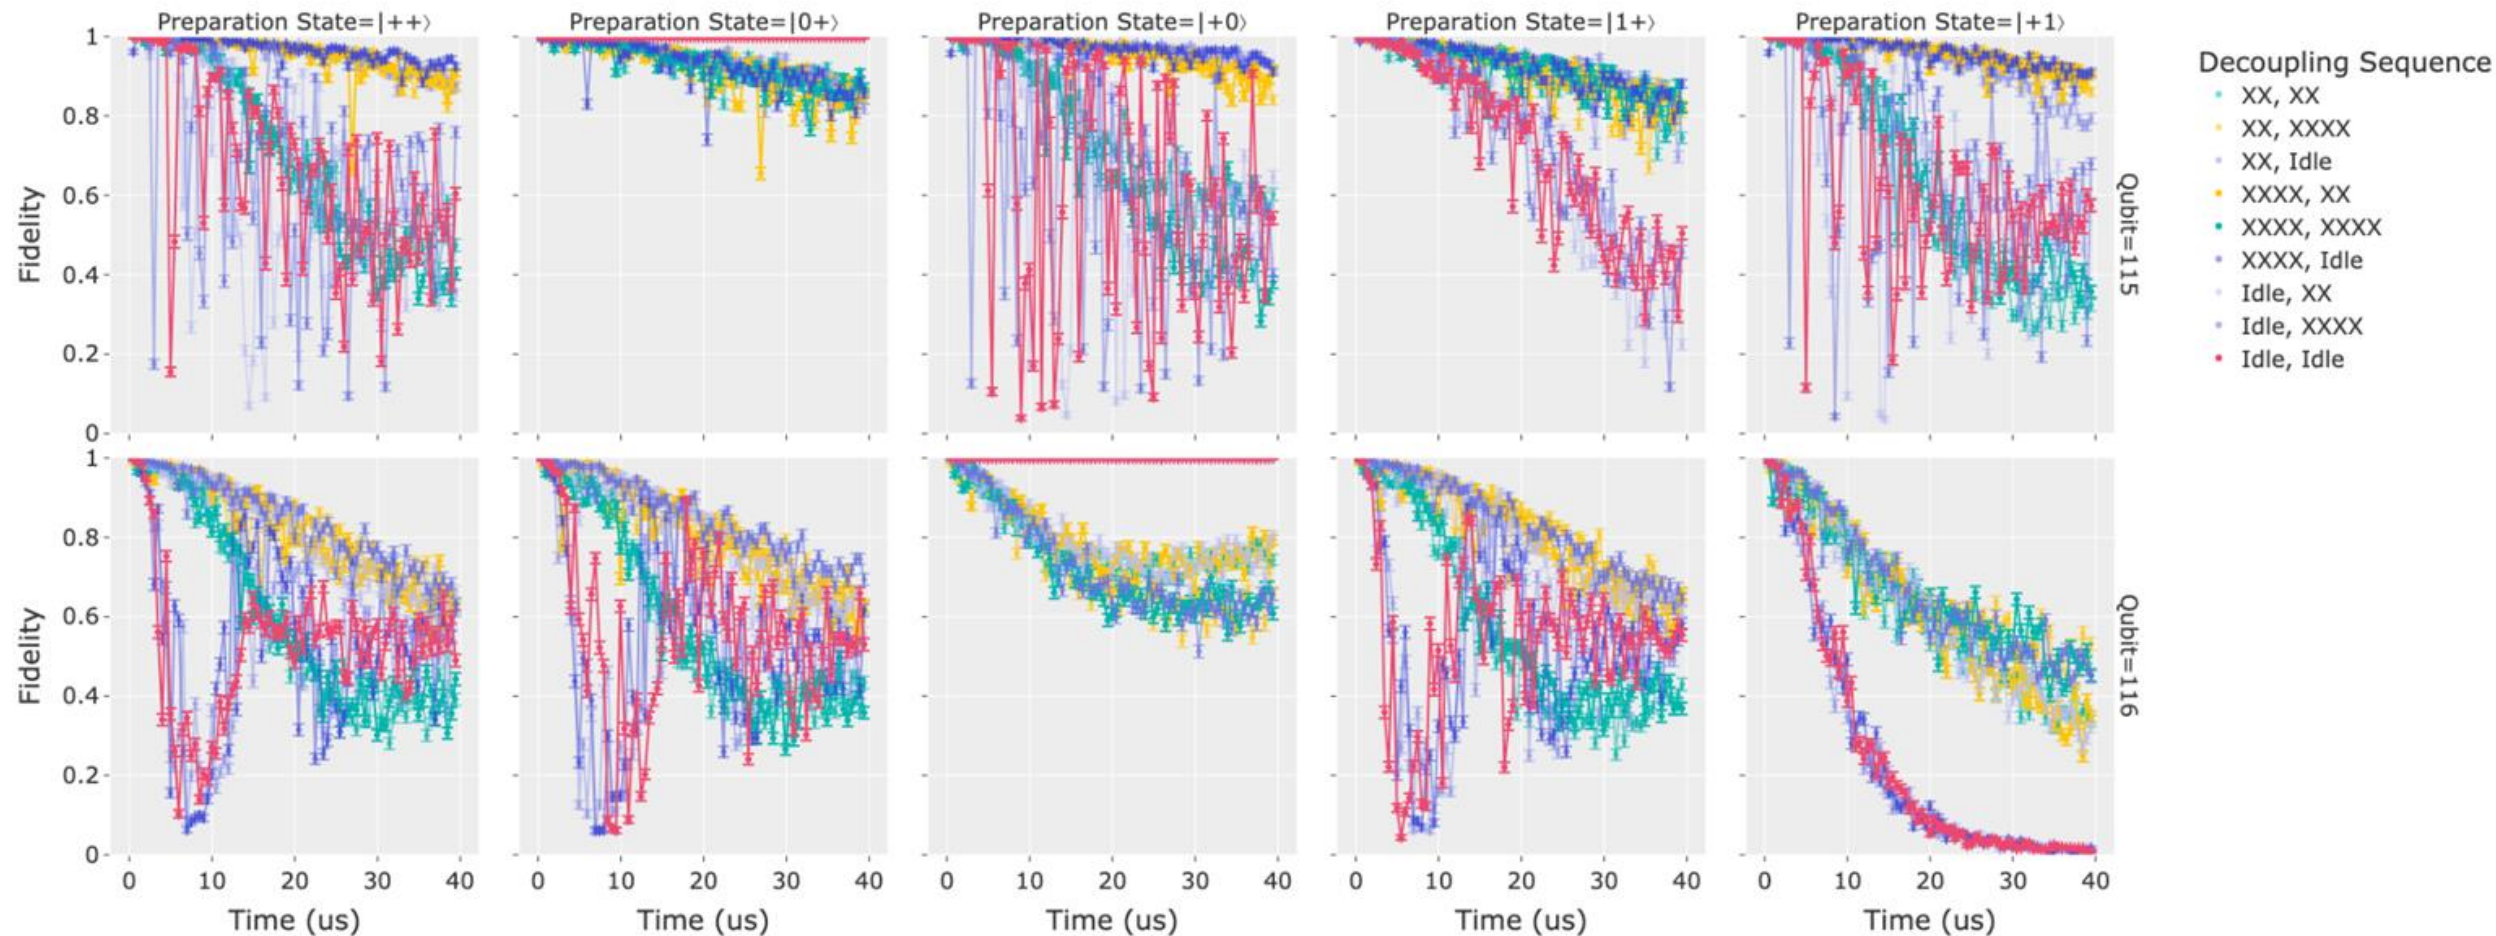 Preparation State=|++⟩ Preparation State=|0+⟩ Preparation State=|+0⟩ Preparation State=|1+⟩ Preparation State=|+1⟩
Decoupling Sequence
XX, XX
XX, XXXX
XX, Idle
XXXX, XX
XXXX, XXXX
XXXX, Idle
Idle, XX
Idle, XXXX
Idle, Idle
1
0.8
0.6
0.4
0.2
0
Fidelity
Qubit=115
1
0.8
0.6
0.4
0.2
0
Fidelity
Qubit=116
0 10 20 30 40 0 10 20 30 40 0 10 20 30 40 0 10 20 30 40 0 10 20 30 40
Time (us) Time (us) Time (us) Time (us) Time (us)